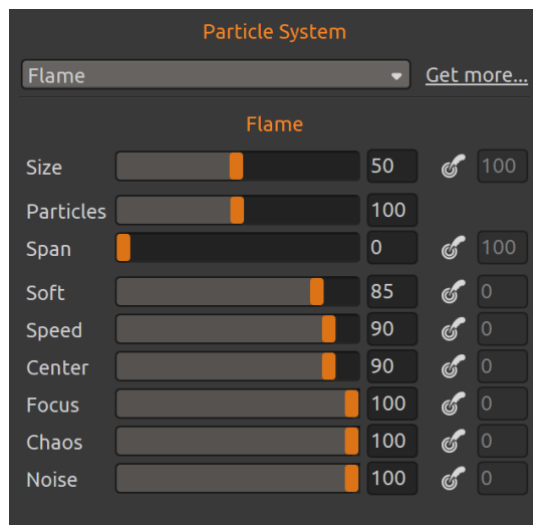 Particle System
Flame Get more...
Flame
Size 50 100
Particles 100
Span 0 100
Soft 85 0
Speed 90 0
Center 90 0
Focus 100 0
Chaos 100 0
Noise 100 0